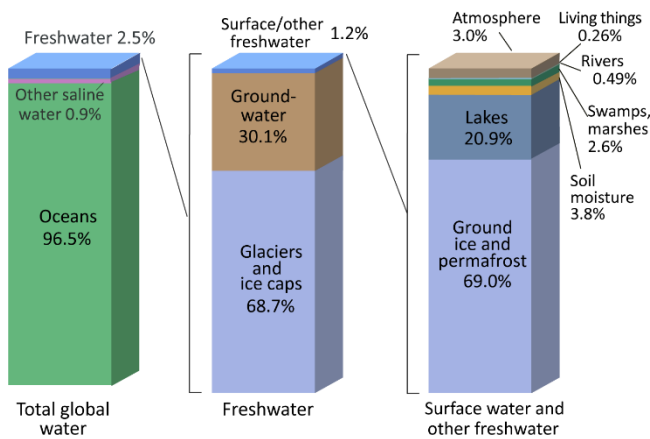 Freshwater 2.5%
Other saline
water 0.9%
Oceans
96.5%
Total global
water
Surface/other
freshwater
1.2%
Ground-
water
30.1%
Glaciers
and
ice caps
68.7%
Freshwater
Atmosphere
3.0%
Living things
0.26%
Rivers
0.49%
Swamps,
marshes
2.6%
Soil
moisture
3.8%
Lakes
20.9%
Ground
ice and
permafrost
69.0%
Surface water and
other freshwater